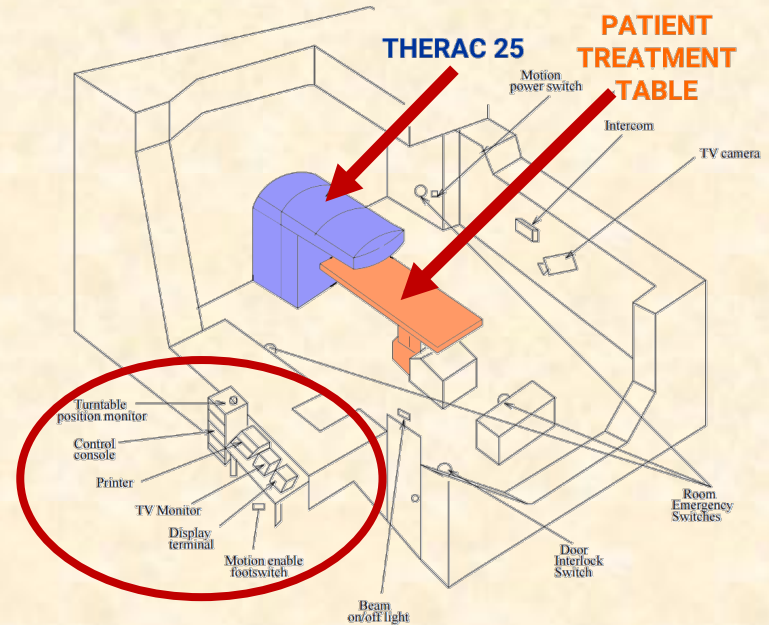 THERAC 25
PATIENT
TREATMENT
TABLE
Motion
power switch
Intercom
TV camera
Turntable
position monitor
Control
console
Printer
TV Monitor
Display
terminal
Motion enable
footswitch
Beam
on/off light
Door
Interlock
Switch
Room
Emergency
Switches